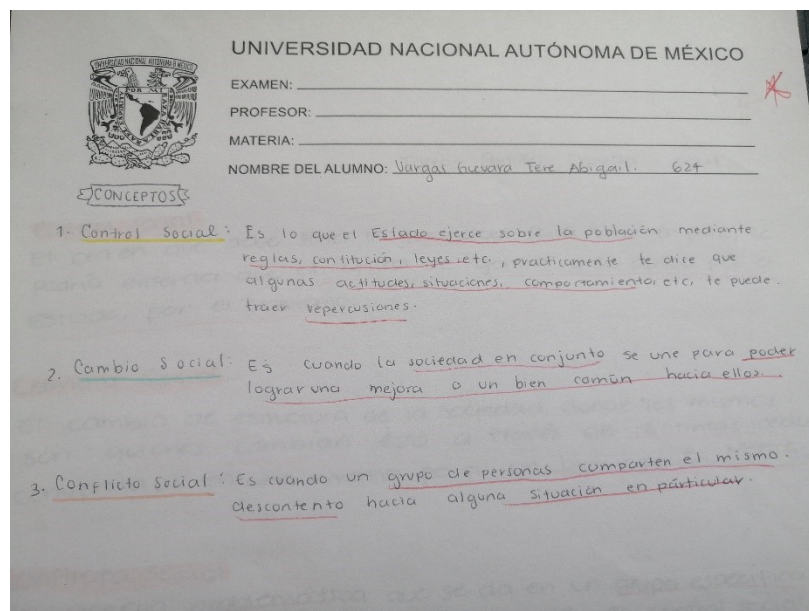 UNIVERSIDAD NACIONAL AUTÓNOMA DE MÉXICO
EXAMEN:
PROFESOR:
MATERIA:
NOMBRE DEL ALUMNO: Vargas Guevara Tere Abigail. 624
CONCEPTOS
1- Control Social: Es lo que el Estado ejerce sobre la población mediante
reglas, contitución, leyes, etc, practicamente te dice que
algunas actitudes, situaciones, comportamiento, etc, te puede.
traer repercusiones.
2. Cambio Social: Es cuando la sociedad en conjunto se une para poder
lograr una mejora o un bien común hacia ellos.
3. Conflicto Social: Es cuando un grupo de personas comparten el mismo.
descontento hacia alguna situación en párticular.